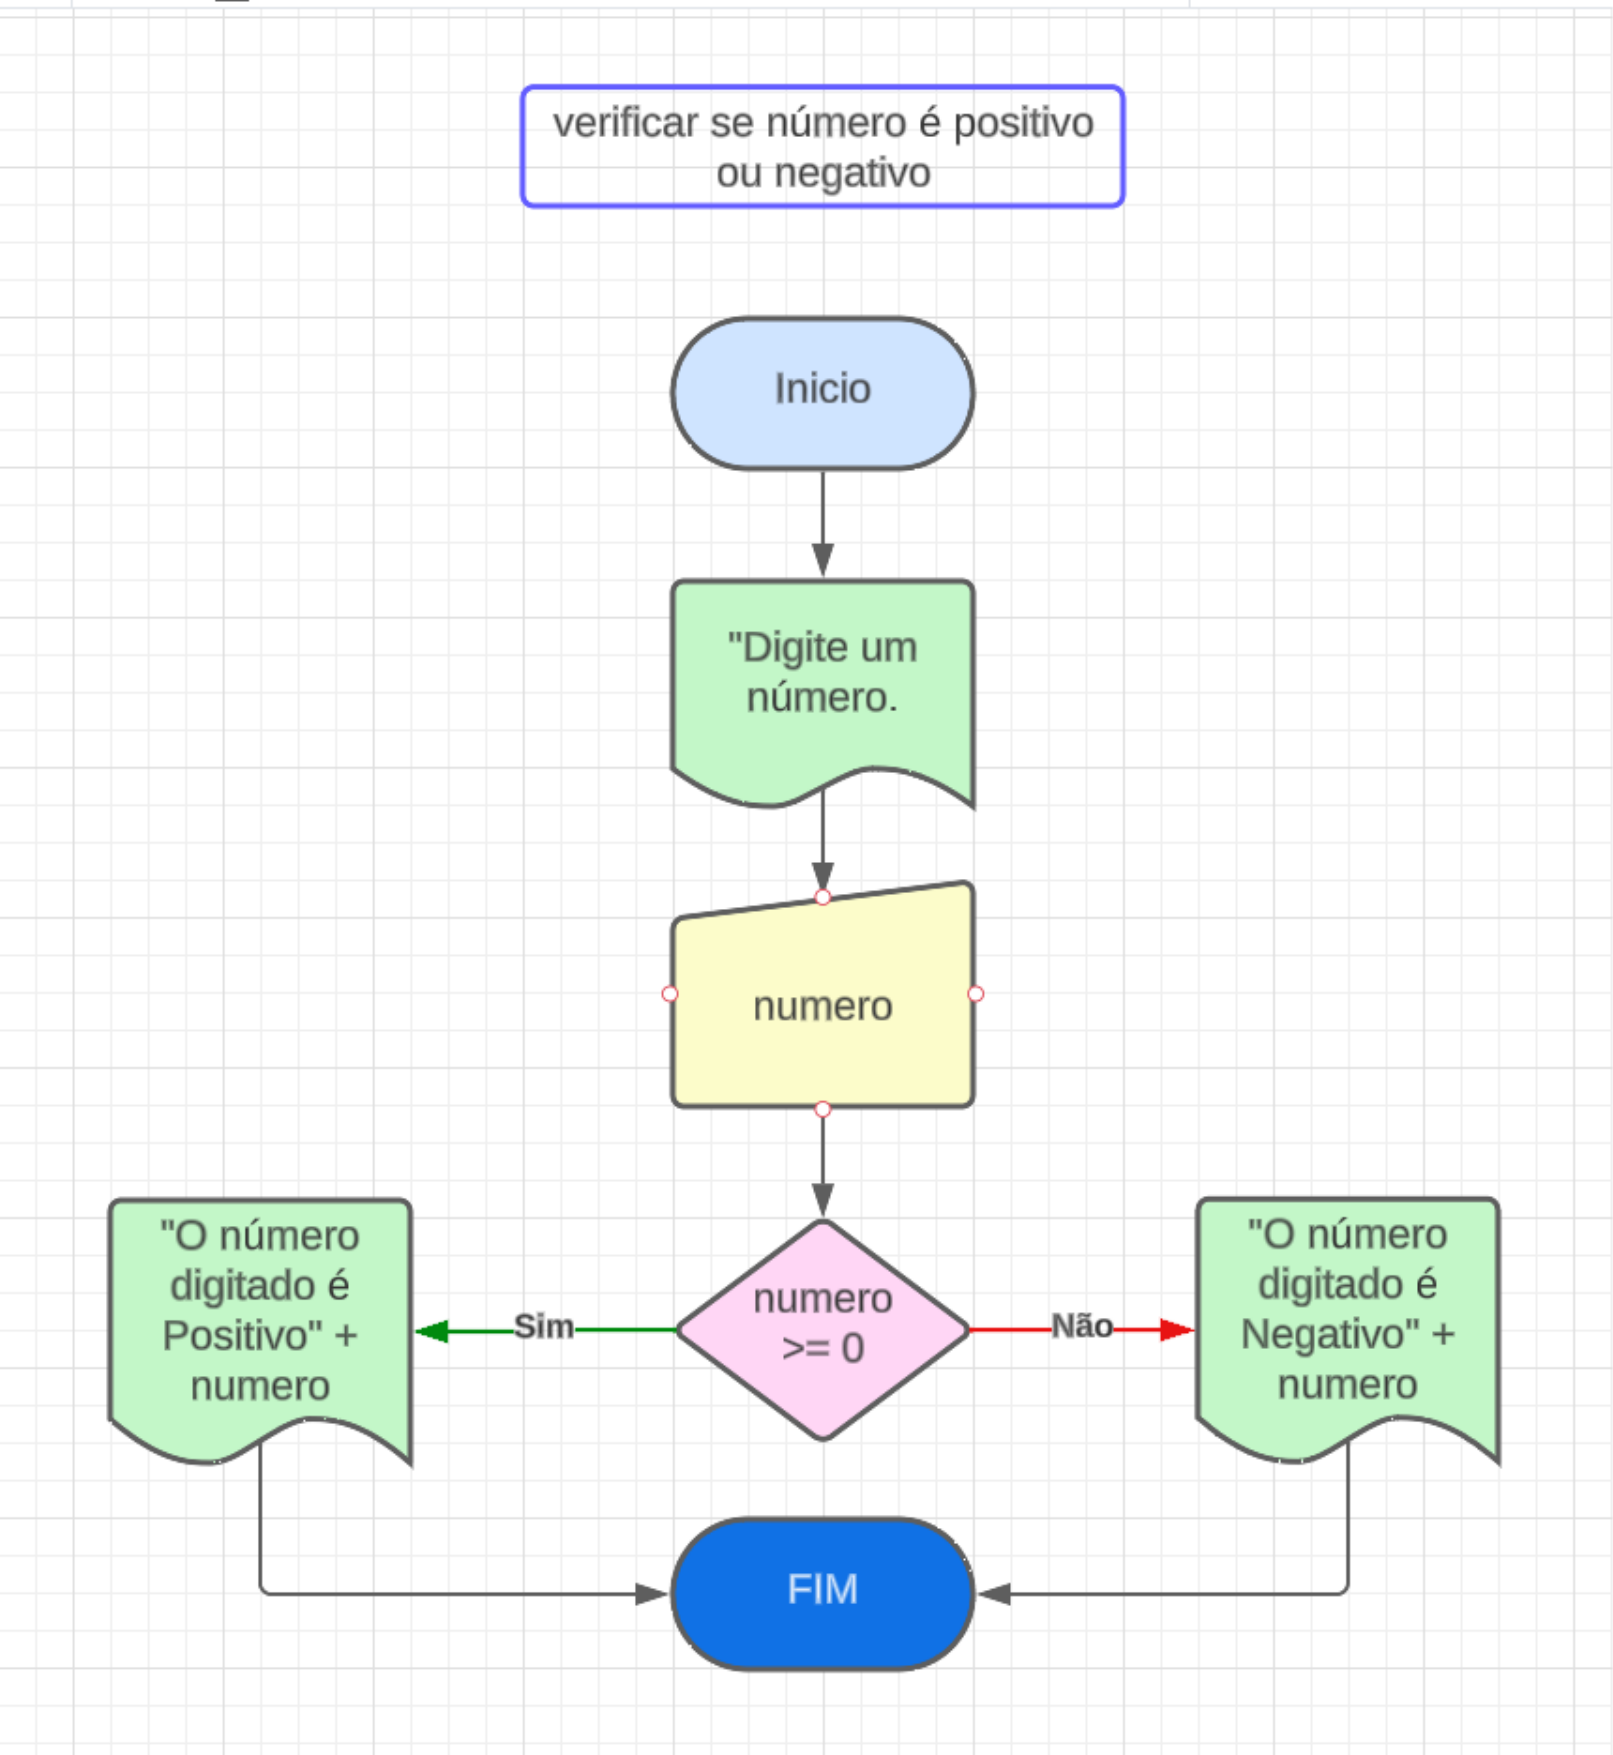 verificar se número é positivo
ou negativo
Inicio
"Digite um
número.
numero
"O número
digitado é
Positivo" +
numero
Sim
numero
>= 0
Não
"O número
digitado é
Negativo" +
numero
FIM